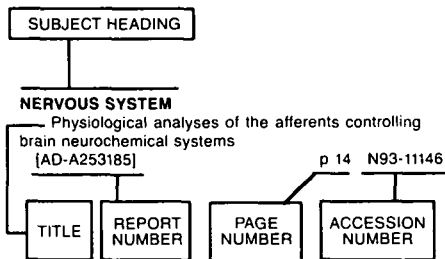 SUBJECT HEADING
NERVOUS SYSTEM
Physiological analyses of the afferents controlling
brain neurochemical systems
[AD-A253185] p 14 N93-11146
TITLE REPORT NUMBER PAGE NUMBER ACCESSION NUMBER